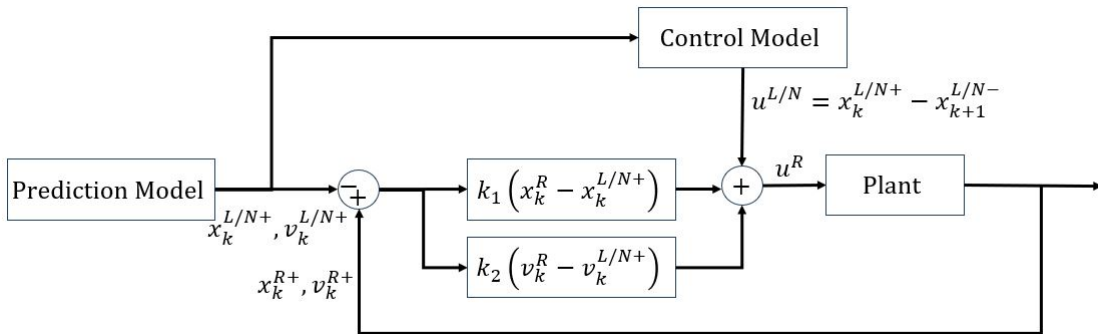 Control Model
u^{L/N} = x_k^{L/N+} − x_{k+1}^{L/N−}
Prediction Model
−
+
k_1 (x_k^R − x_k^{L/N+})
+
u^R
Plant
x_k^{L/N+}, v_k^{L/N+}
k_2 (v_k^R − v_k^{L/N+})
x_k^{R+}, v_k^{R+}